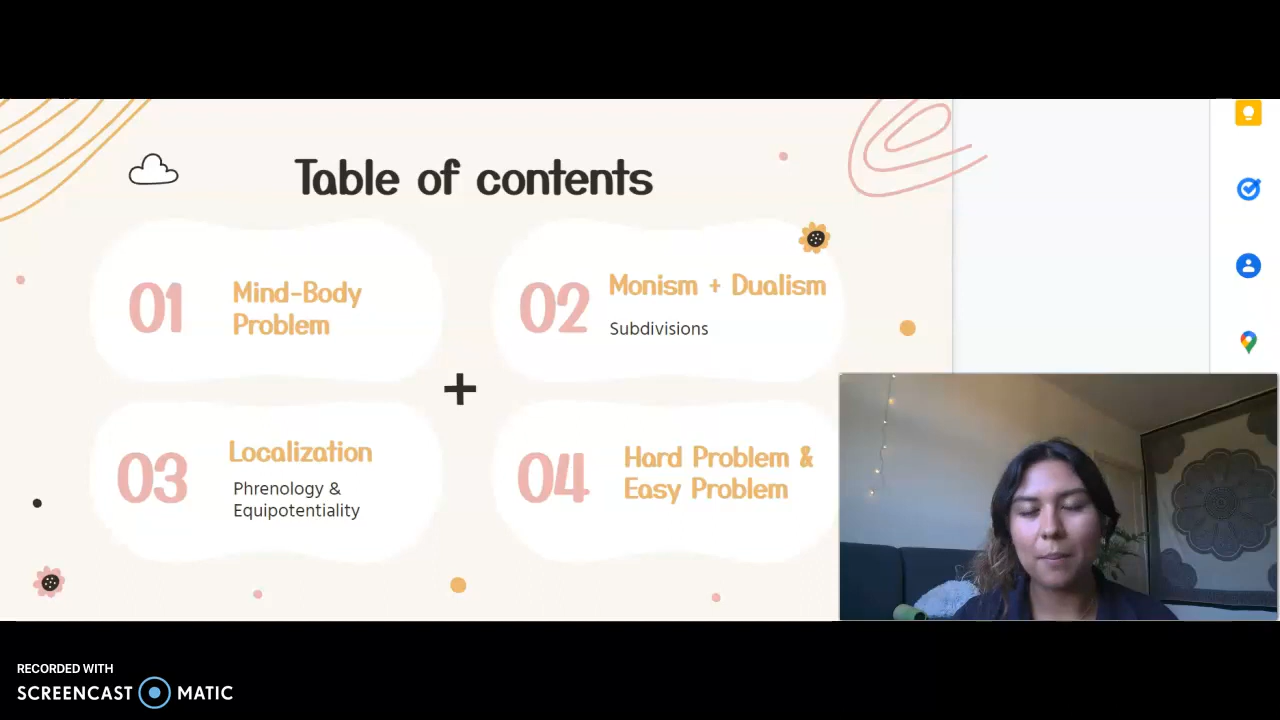 Table of contents
01
Mind-Body
Problem
02
Monism + Dualism
Subdivisions
03
Localization
Phrenology &
Equipotentiality
04
Hard Problem &
Easy Problem
RECORDED WITH
SCREENCAST MATIC